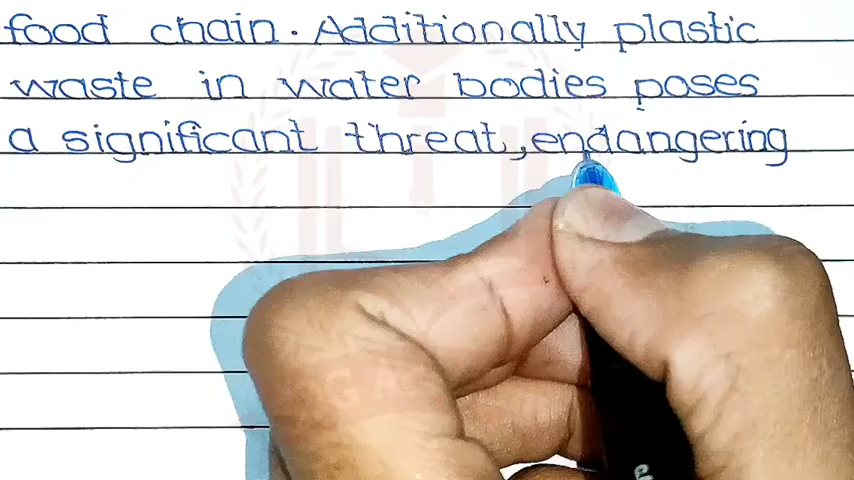 food chain. Additionally plastic
waste in water bodies poses
a significant threat, endangering